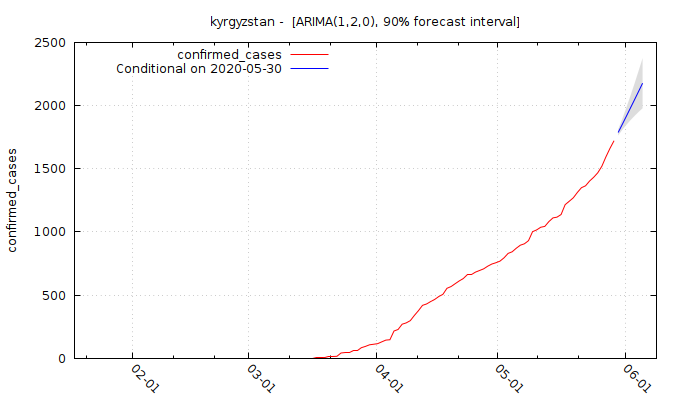 kyrgyzstan -  [ARIMA(1,2,0), 90% forecast interval]
2500
2000
1500
1000
500
0
confirmed_cases
confirmed_cases
Conditional on 2020-05-30
02-01
03-01
04-01
05-01
06-01